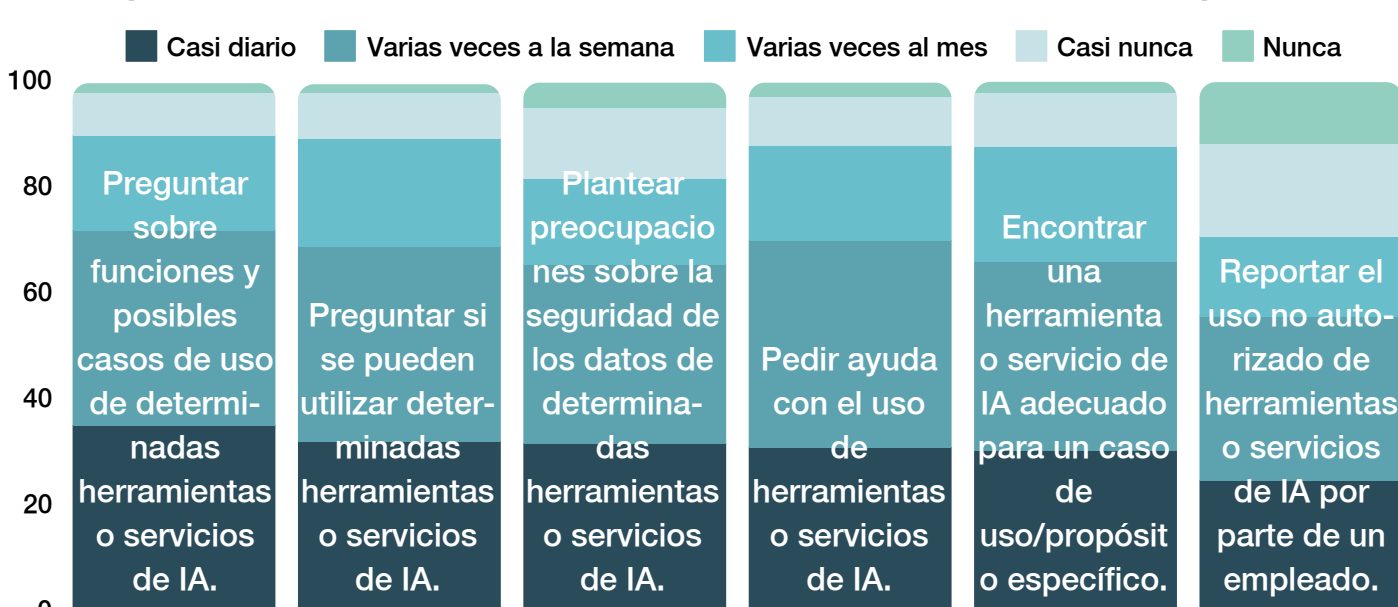 Casi diario Varias veces a la semana Varias veces al mes Casi nunca Nunca
100
80
60
40
20
0
Preguntar
sobre
funciones y
posibles
casos de uso
de determi-
nadas
herramientas
o servicios
de IA.
Preguntar si
se pueden
utilizar deter-
minadas
herramientas
o servicios
de IA.
Plantear
preocupacio
nes sobre la
seguridad de
los datos de
determina-
das
herramientas
o servicios
de IA.
Pedir ayuda
con el uso
de
herramientas
o servicios
de IA.
Encontrar
una
herramienta
o servicio de
IA adecuado
para un caso
de
uso/propósit
o específico.
Reportar el
uso no auto-
rizado de
herramientas
o servicios
de IA por
parte de un
empleado.